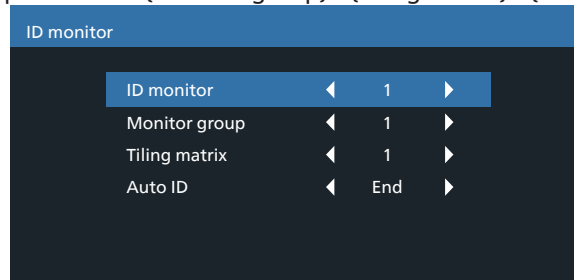 ID monitor
ID monitor 1
Monitor group 1
Tiling matrix 1
Auto ID End